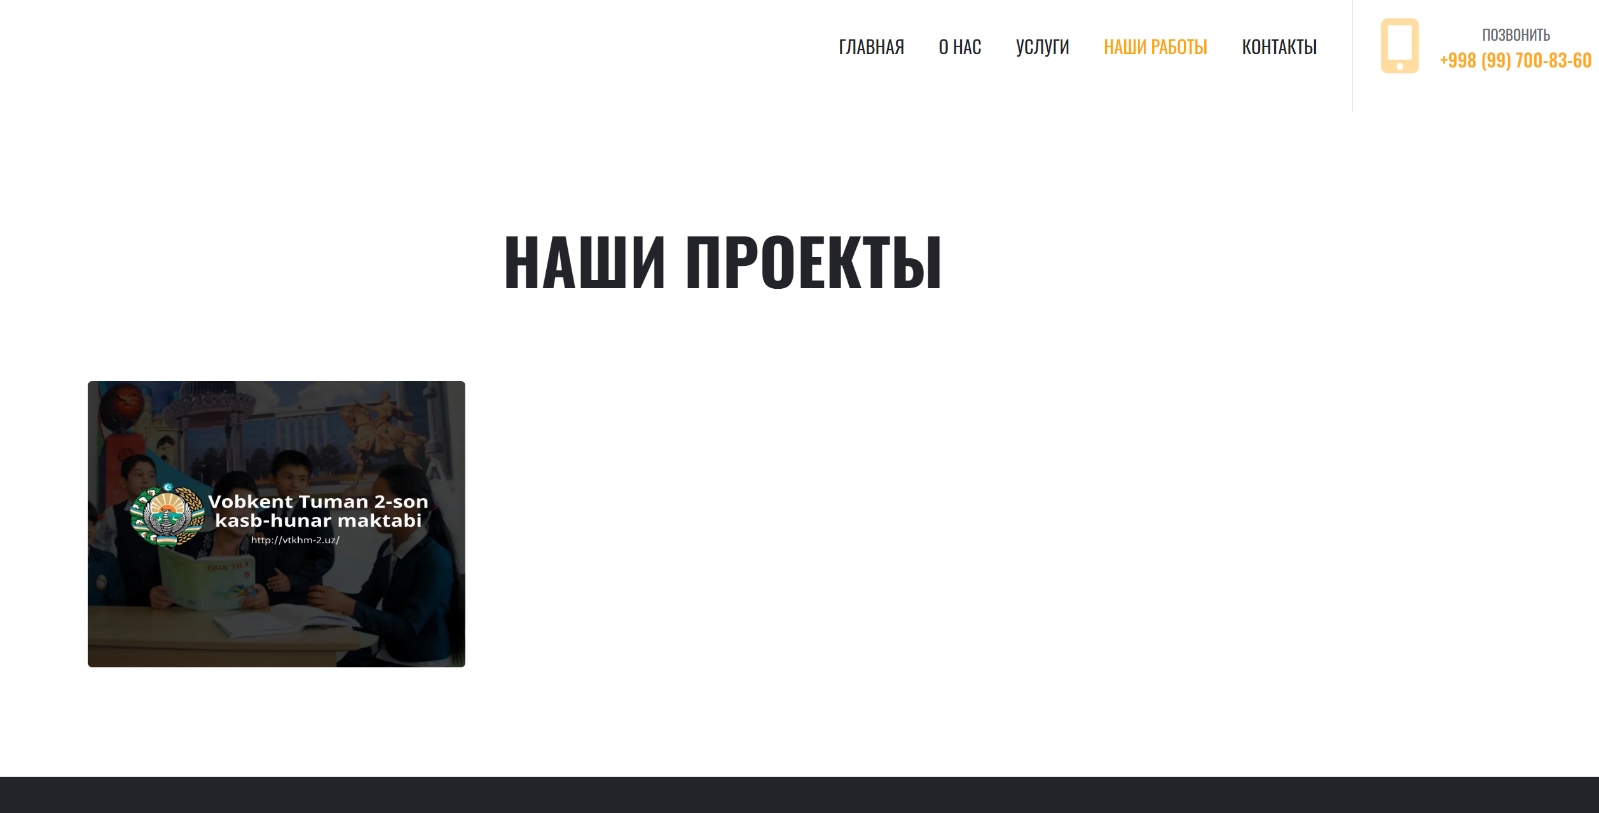 ГЛАВНАЯ
О НАС
УСЛУГИ
НАШИ РАБОТЫ
КОНТАКТЫ
ПОЗВОНИТЬ
+998 (99) 700-83-60
НАШИ ПРОЕКТЫ
Vobkent Tuman 2-son
kasb-hunar maktabi
http://vtkhm-2.uz/